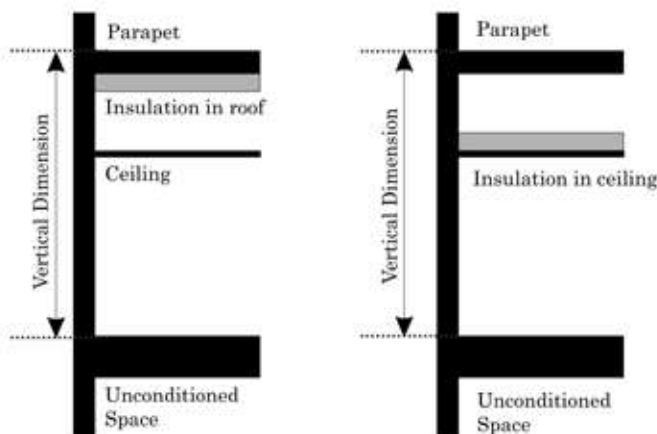 Parapet
Insulation in roof
Ceiling
Vertical Dimension
Unconditioned
Space
Parapet
Insulation in ceiling
Vertical Dimension
Unconditioned
Space